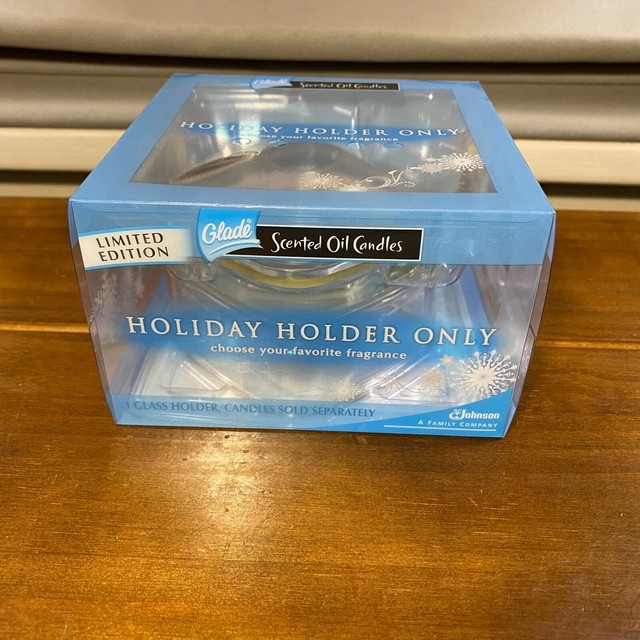 Glade Scented Oil Candles
HOLIDAY HOLDER ONLY
choose your favorite fragrance
LIMITED
EDITION
Glade
Scented Oil Candles
HOLIDAY HOLDER ONLY
choose your favorite fragrance
1 GLASS HOLDER, CANDLES SOLD SEPARATELY
SC Johnson
A FAMILY COMPANY